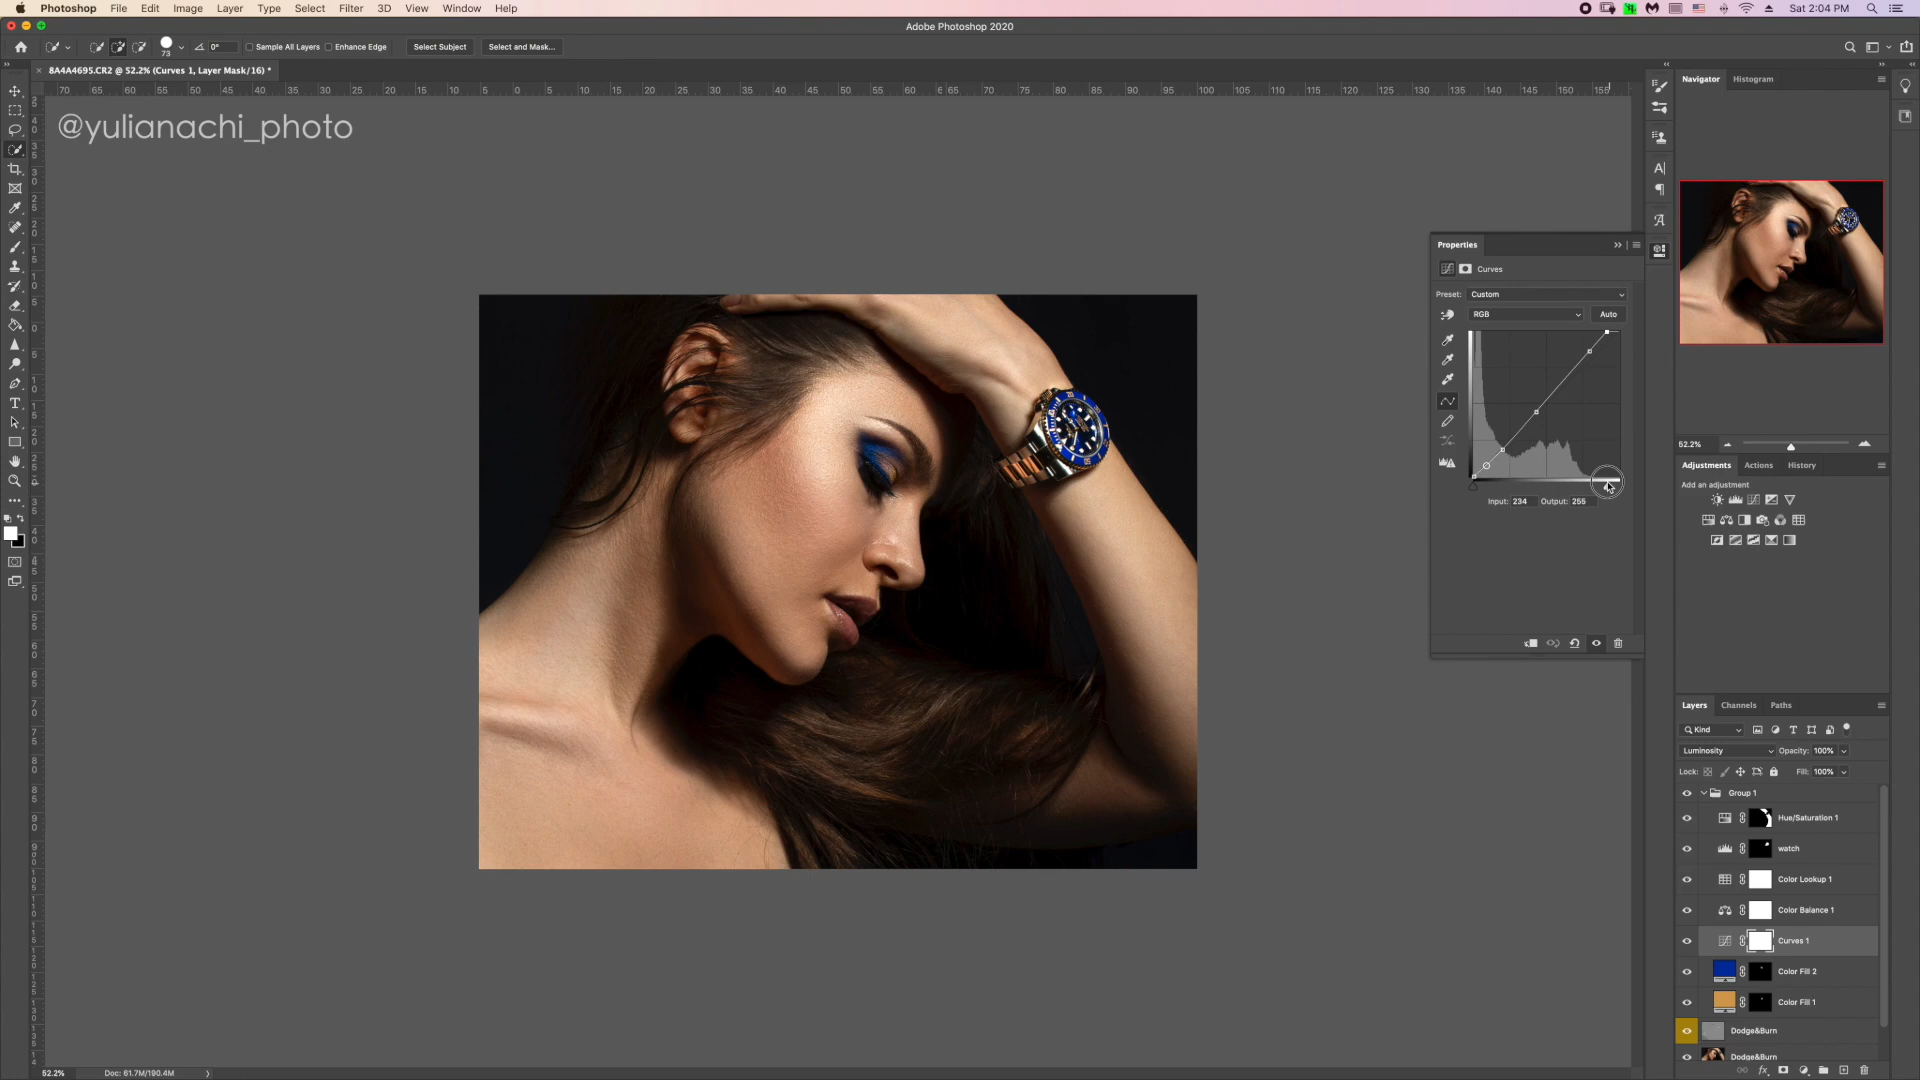 Photoshop File Edit Image Layer Type Select Filter 3D View Window Help Sat 2:04 PM
Adobe Photoshop 2020
73 0° Sample All Layers Enhance Edge Select Subject Select and Mask...
8A4A4695.CR2 @ 52.2% (Curves 1, Layer Mask/16) *
@yulianachi_photo
Navigator Histogram
52.2%
Properties
Curves
Preset: Custom
RGB Auto
Input: 234 Output: 255
Adjustments Actions History
Add an adjustment
Layers Channels Paths
Kind
Luminosity Opacity: 100%
Lock: Fill: 100%
Group 1
Hue/Saturation 1
watch
Color Lookup 1
Color Balance 1
Curves 1
Color Fill 2
Color Fill 1
Dodge&Burn
Dodge&Burn
52.2% Doc: 61.7M/190.4M